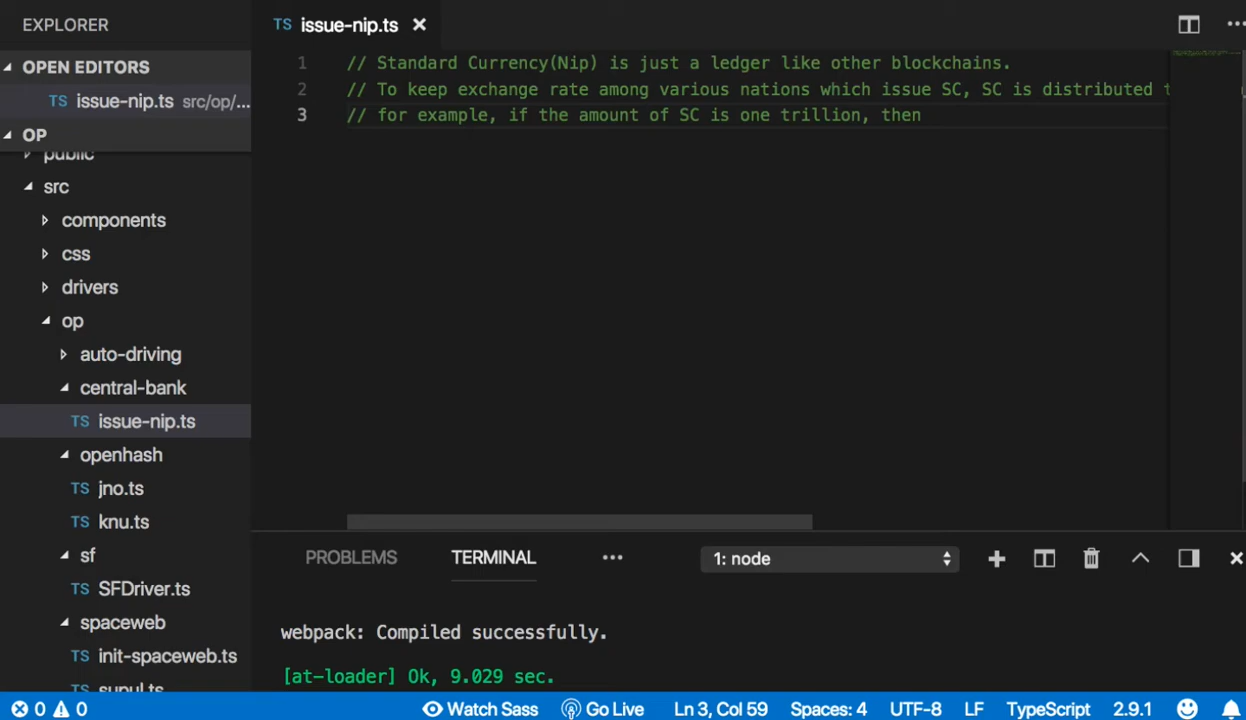 EXPLORER
OPEN EDITORS
TS issue-nip.ts src/op/...
OP
public
src
components
css
drivers
op
auto-driving
central-bank
TS issue-nip.ts
openhash
TS jno.ts
TS knu.ts
sf
TS SFDriver.ts
spaceweb
TS init-spaceweb.ts
TS supul.ts
TS issue-nip.ts
1 // Standard Currency(Nip) is just a ledger like other blockchains.
2 // To keep exchange rate among various nations which issue SC, SC is distributed t
3 // for example, if the amount of SC is one trillion, then
PROBLEMS TERMINAL ... 1: node
webpack: Compiled successfully.
[at-loader] Ok, 9.029 sec.
0 0 Watch Sass Go Live Ln 3, Col 59 Spaces: 4 UTF-8 LF TypeScript 2.9.1